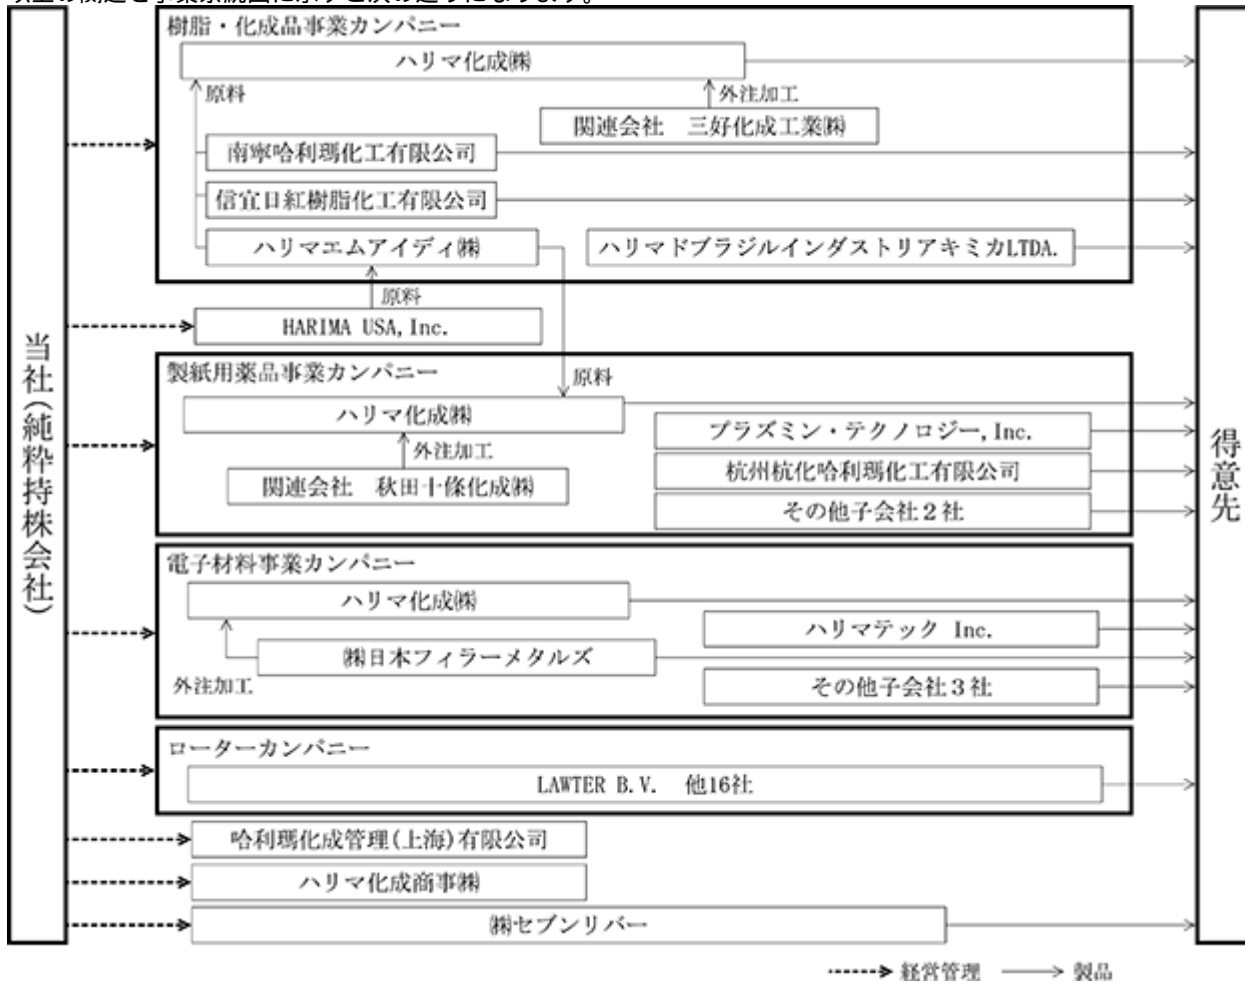 樹脂・化成品事業カンパニー
ハリマ化成㈱
原料
外注加工
関連会社　三好化成工業㈱
南寧哈利瑪化工有限公司
信宜日紅樹脂化工有限公司
ハリマエムアイディ㈱
ハリマドブラジルインダストリアキミカLTDA.
原料
HARIMA USA, Inc.
当社(純粋持株会社)
製紙用薬品事業カンパニー
原料
ハリマ化成㈱
プラズミン・テクノロジー, Inc.
外注加工
杭州杭化哈利瑪化工有限公司
関連会社　秋田十條化成㈱
その他子会社２社
得意先
電子材料事業カンパニー
ハリマ化成㈱
ハリマテック Inc.
㈱日本フィラーメタルズ
外注加工
その他子会社３社
ローターカンパニー
LAWTER B.V.　他16社
哈利瑪化成管理(上海)有限公司
ハリマ化成商事㈱
㈱セブンリバー
経営管理
製品